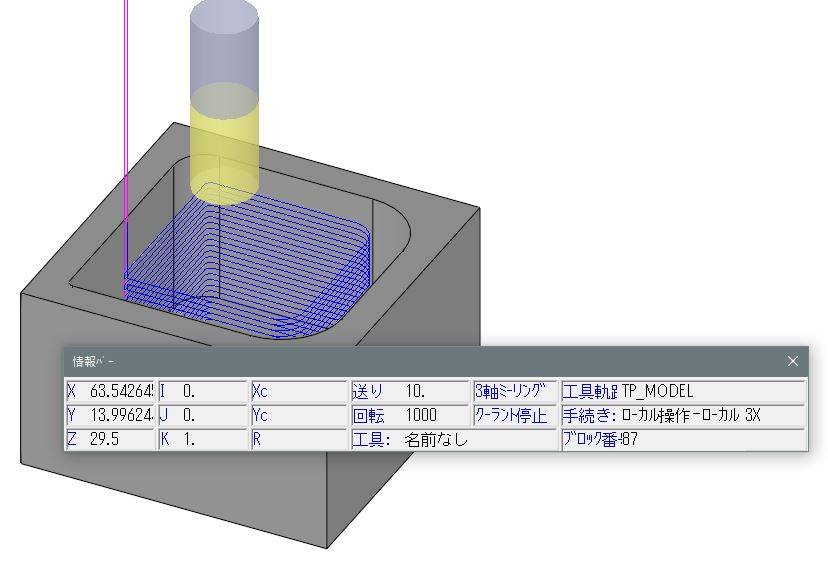 情報ﾊﾞｰ
X 63.54264 I 0. Xc 送り 10. 3軸ﾐｰﾘﾝｸﾞ 工具軌 TP_MODEL
Y 13.99624 J 0. Yc 回転 1000 ｸｰﾗﾝﾄ停止 手続き: ﾛｰｶﾙ操作-ﾛｰｶﾙ 3X
Z 29.5 K 1. R 工具: 名前なし ﾌﾞﾛｯｸ番 87